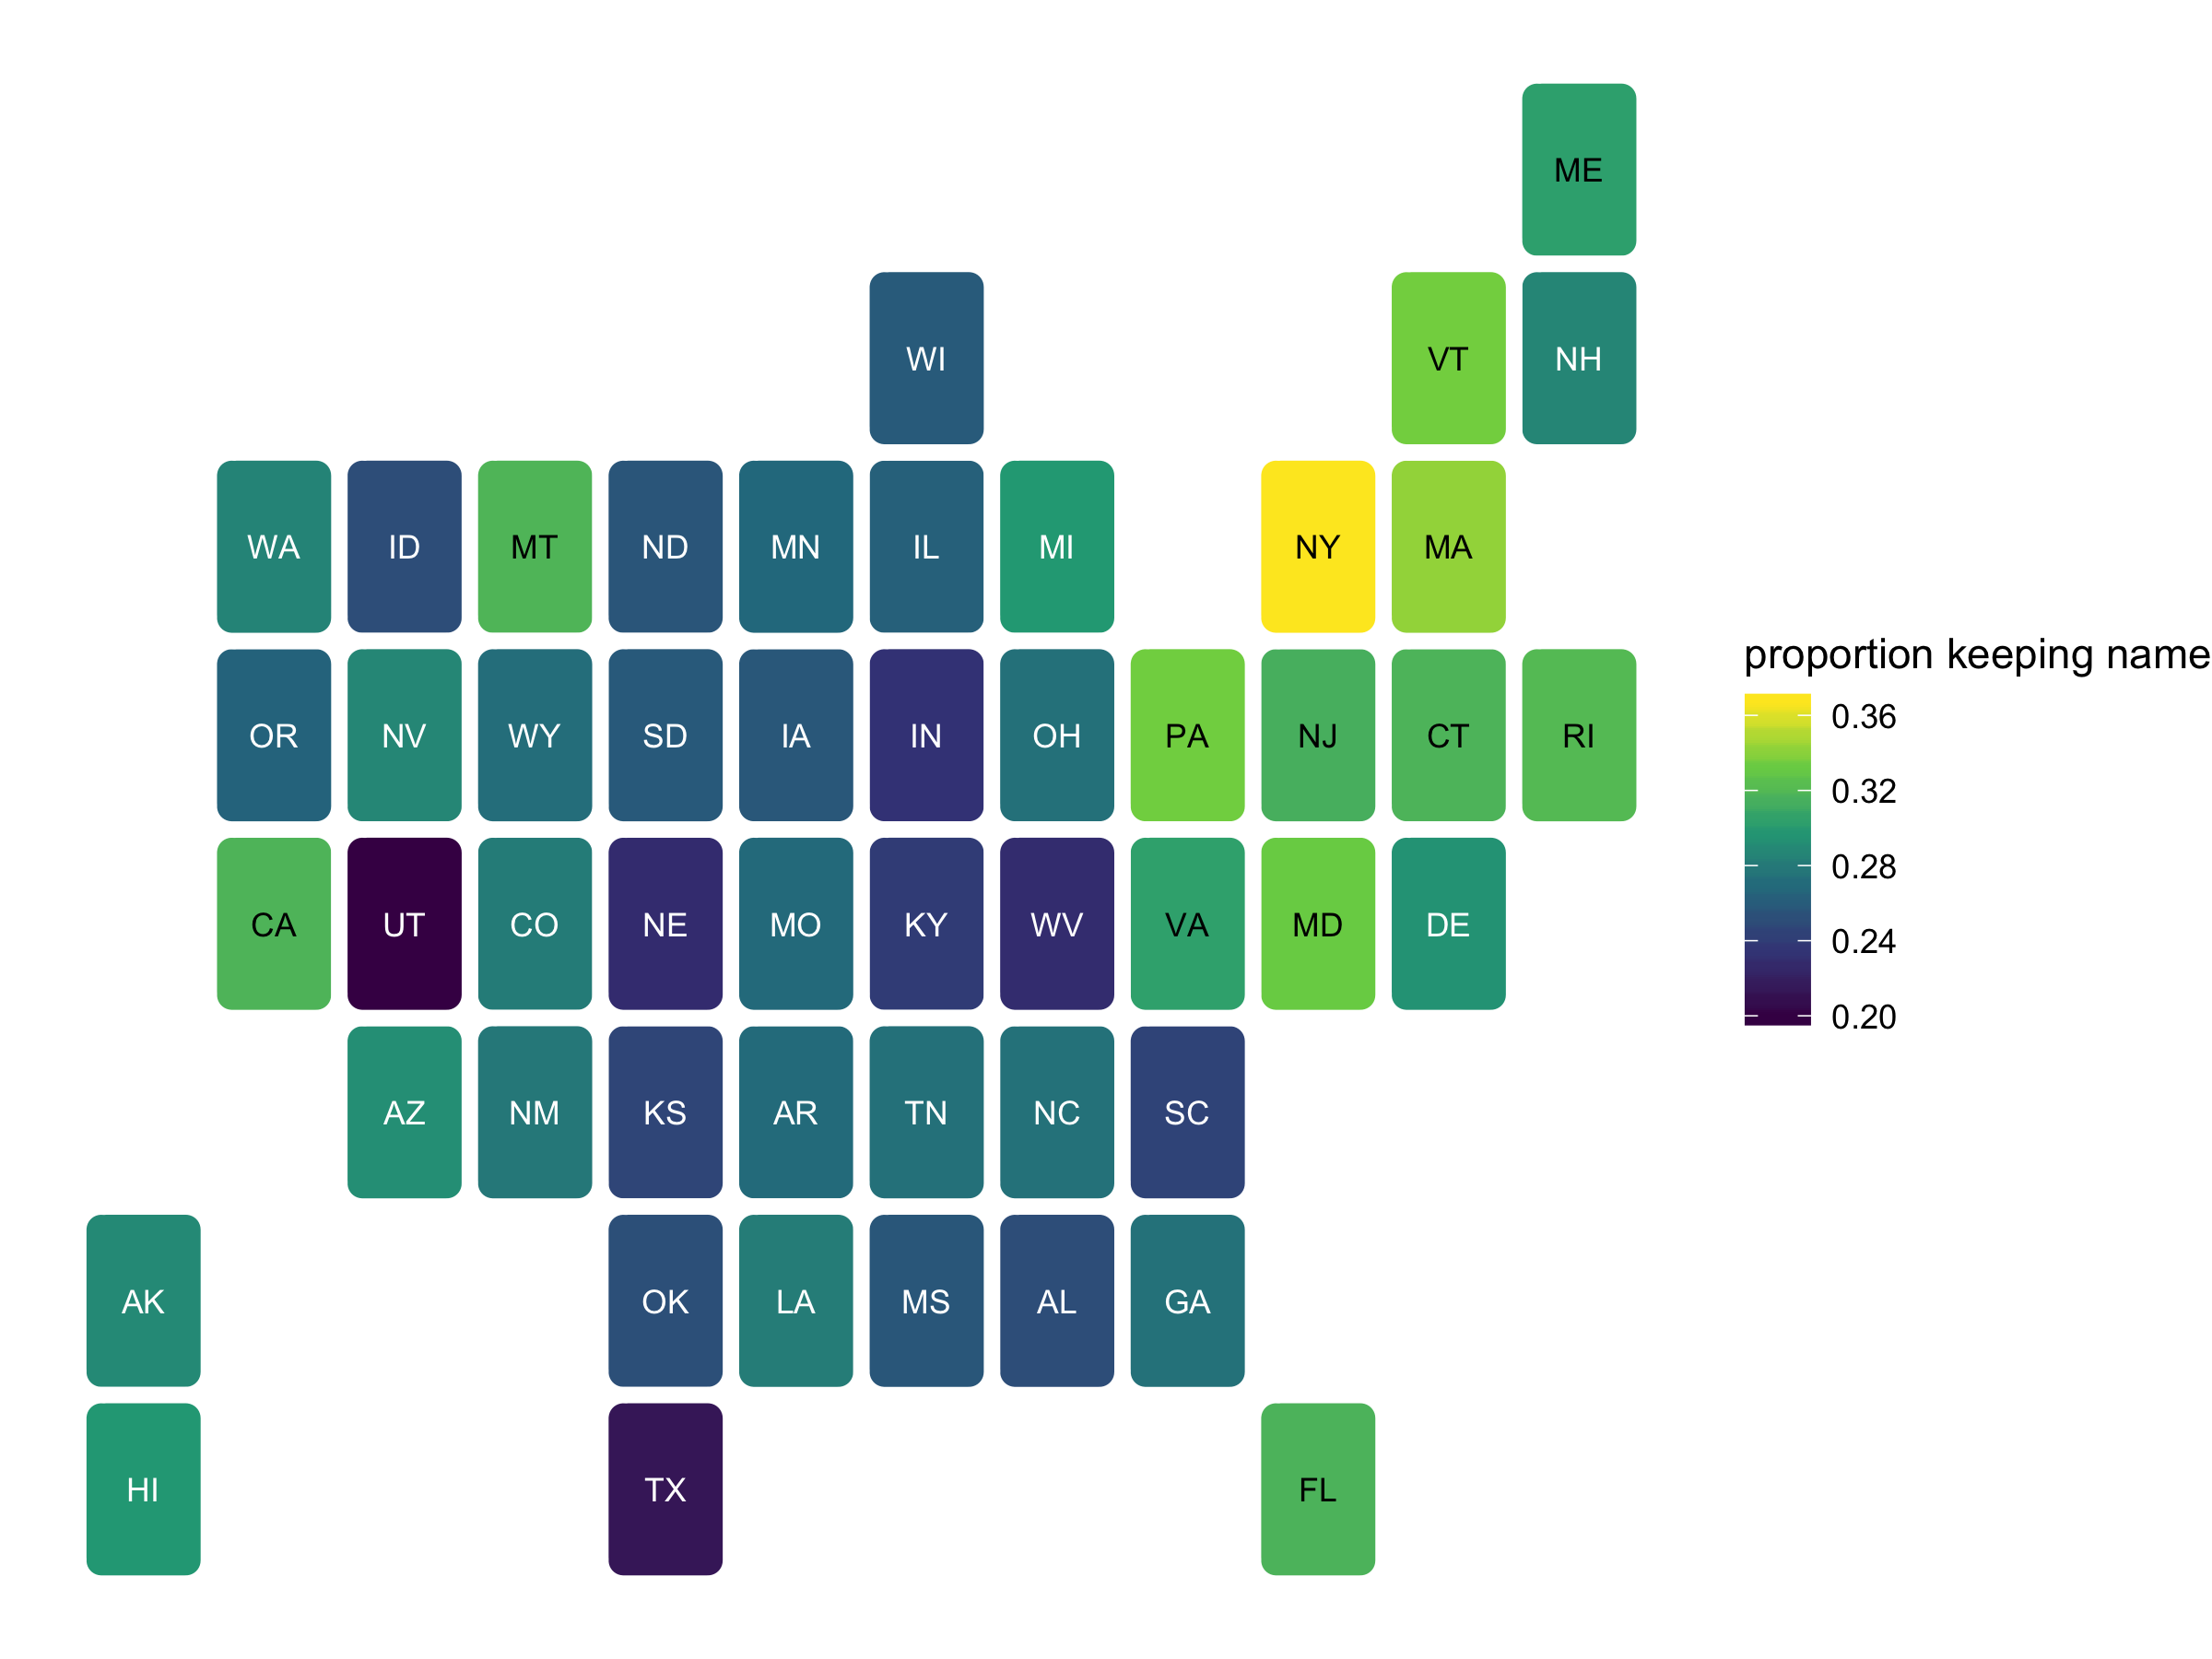 ME
WI VT NH
WA ID MT ND MN IL MI NY MA
OR NV WY SD IA IN OH PA NJ CT RI
CA UT CO NE MO KY WV VA MD DE
AZ NM KS AR TN NC SC
AK OK LA MS AL GA
HI TX FL
proportion keeping name
0.36
0.32
0.28
0.24
0.20